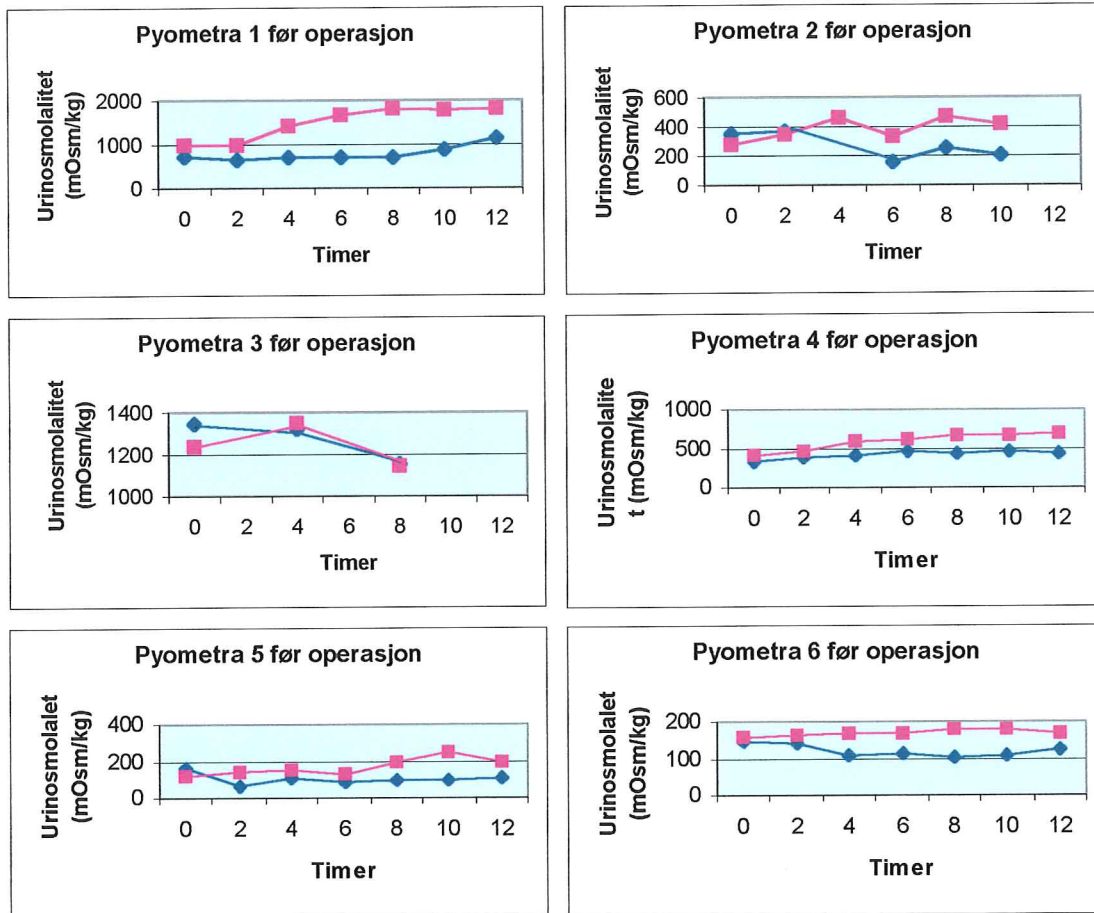 Pyometra 1 før operasjon
Urinosmolalitet
(mOsm/kg)
2000
1000
0
0 2 4 6 8 10 12
Timer
Pyometra 2 før operasjon
Urinosmolalitet
(mOsm/kg)
600
400
200
0
0 2 4 6 8 10 12
Timer
Pyometra 3 før operasjon
Urinosmolalitet
(mOsm/kg)
1400
1200
1000
0 2 4 6 8 10 12
Timer
Pyometra 4 før operasjon
Urinosmolalite
t (mOsm/kg)
1000
500
0
0 2 4 6 8 10 12
Timer
Pyometra 5 før operasjon
Urinosmolalet
(mOsm/kg)
400
200
0
0 2 4 6 8 10 12
Timer
Pyometra 6 før operasjon
Urinosmolalet
(mOsm/kg)
200
100
0
0 2 4 6 8 10 12
Timer